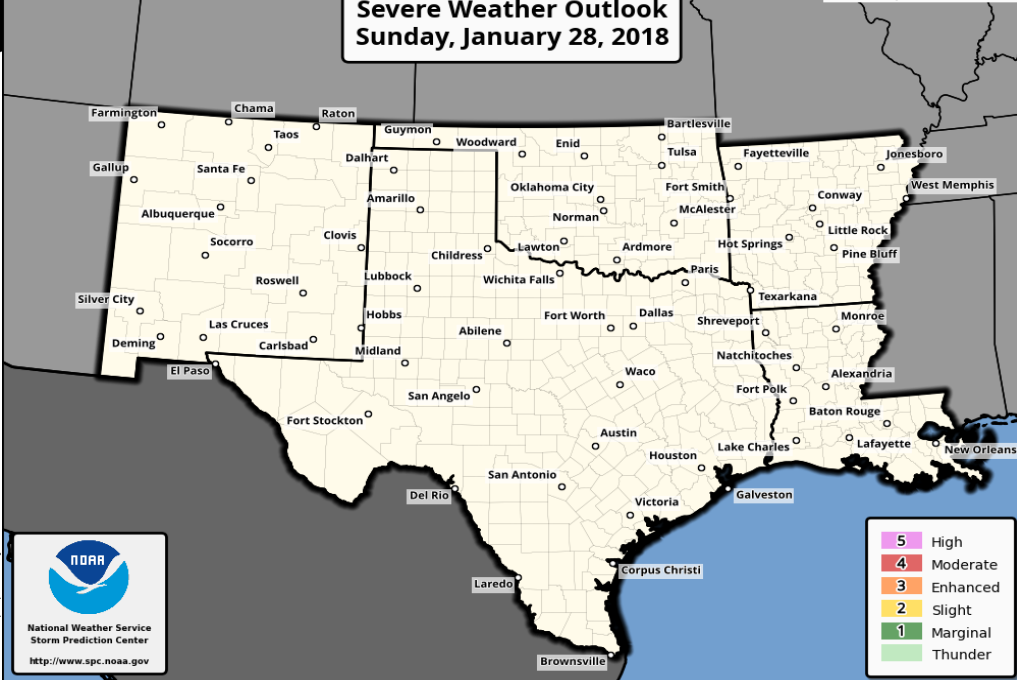 Severe Weather Outlook
Sunday, January 28, 2018
Farmington
Chama
Raton
Taos
Guymon
Woodward
Enid
Bartlesville
Tulsa
Fayetteville
Jonesboro
Gallup
Santa Fe
Dalhart
Amarillo
Oklahoma City
Fort Smith
West Memphis
Conway
Albuquerque
Norman
McAlester
Little Rock
Socorro
Clovis
Childress
Lawton
Ardmore
Hot Springs
Pine Bluff
Roswell
Lubbock
Wichita Falls
Paris
Texarkana
Silver City
Las Cruces
Hobbs
Abilene
Fort Worth
Dallas
Shreveport
Monroe
Deming
Carlsbad
Midland
Natchitoches
El Paso
San Angelo
Waco
Fort Polk
Alexandria
Fort Stockton
Baton Rouge
Austin
Lake Charles
Lafayette
New Orleans
Houston
San Antonio
Del Rio
Victoria
Galveston
Laredo
Corpus Christi
Brownsville
NOAA
National Weather Service
Storm Prediction Center
http://www.spc.noaa.gov
5 High
4 Moderate
3 Enhanced
2 Slight
1 Marginal
Thunder